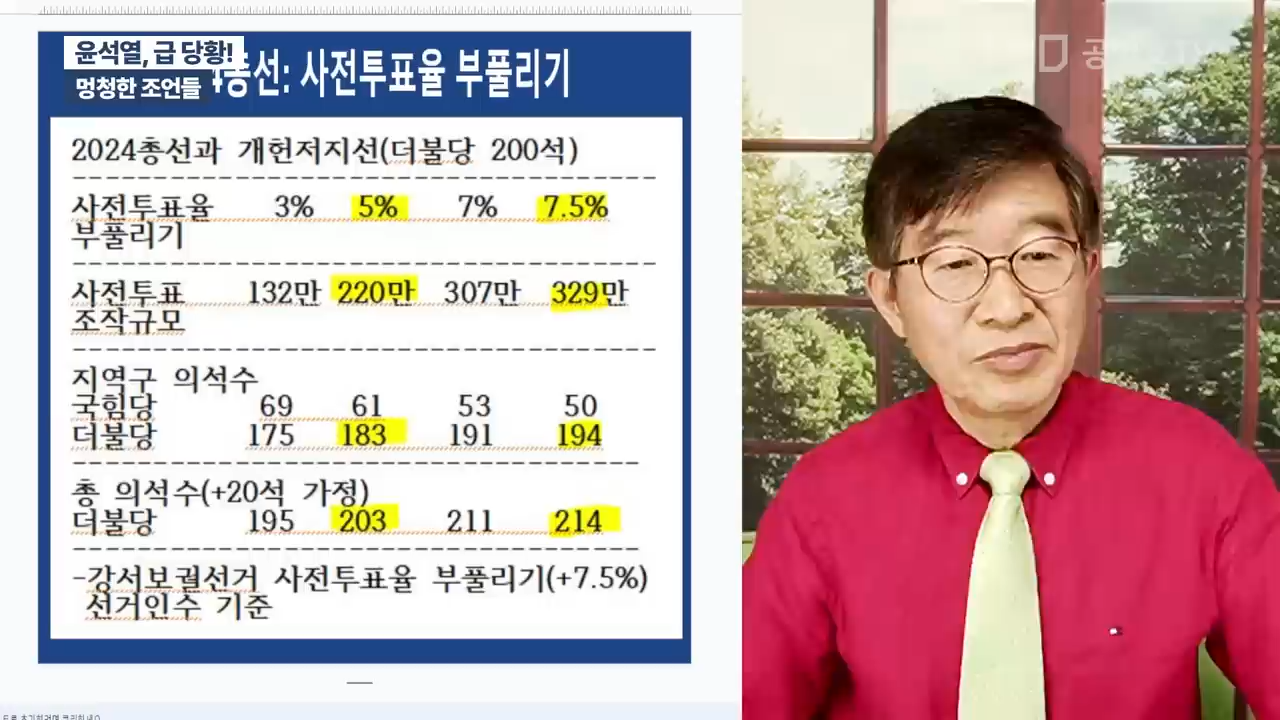 윤석열, 급 당황!
멍청한 조언들
총선: 사전투표율 부풀리기
2024총선과 개헌저지선(더불당 200석)
사전투표율 3% 5% 7% 7.5%
부풀리기
사전투표 132만 220만 307만 329만
조작규모
지역구 의석수
국힘당 69 61 53 50
더불당 175 183 191 194
총 의석수(+20석 가정)
더불당 195 203 211 214
-강서보궐선거 사전투표율 부풀리기(+7.5%)
선거인수 기준